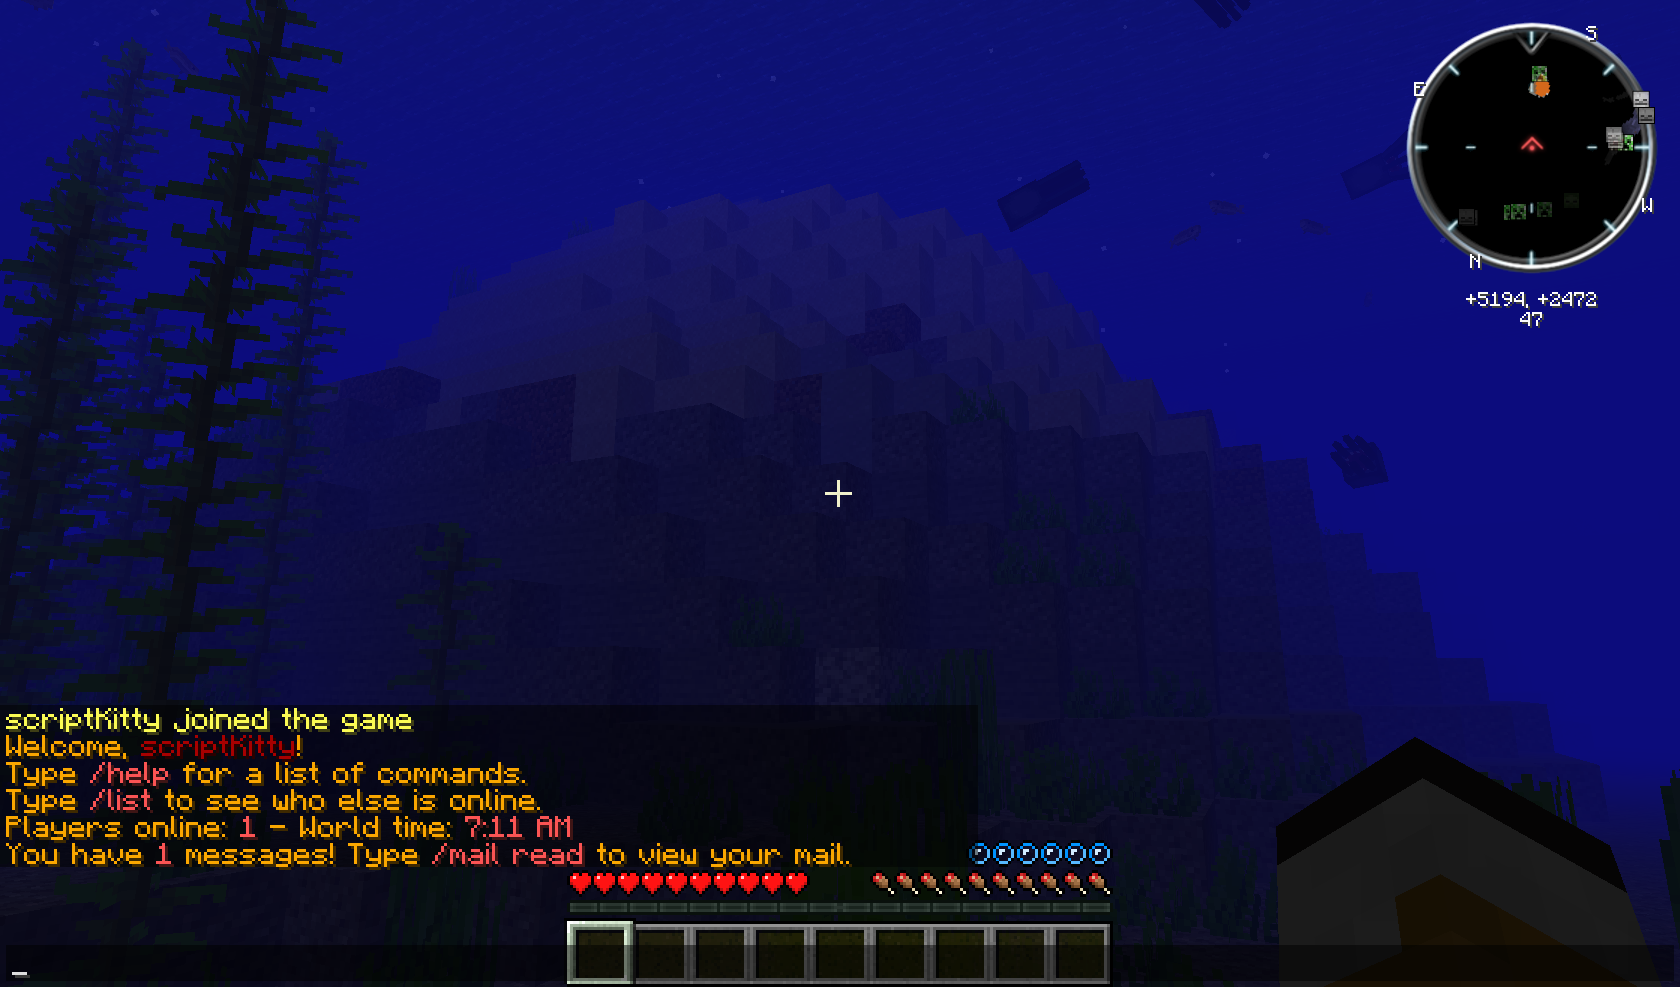 S
E
W
N
+5194, +2472
47
scriptKitty joined the game
Welcome, scriptKitty!
Type /help for a list of commands.
Type /list to see who else is online.
Players online: 1 - World time: 7:11 AM
You have 1 messages! Type /mail read to view your mail.
_